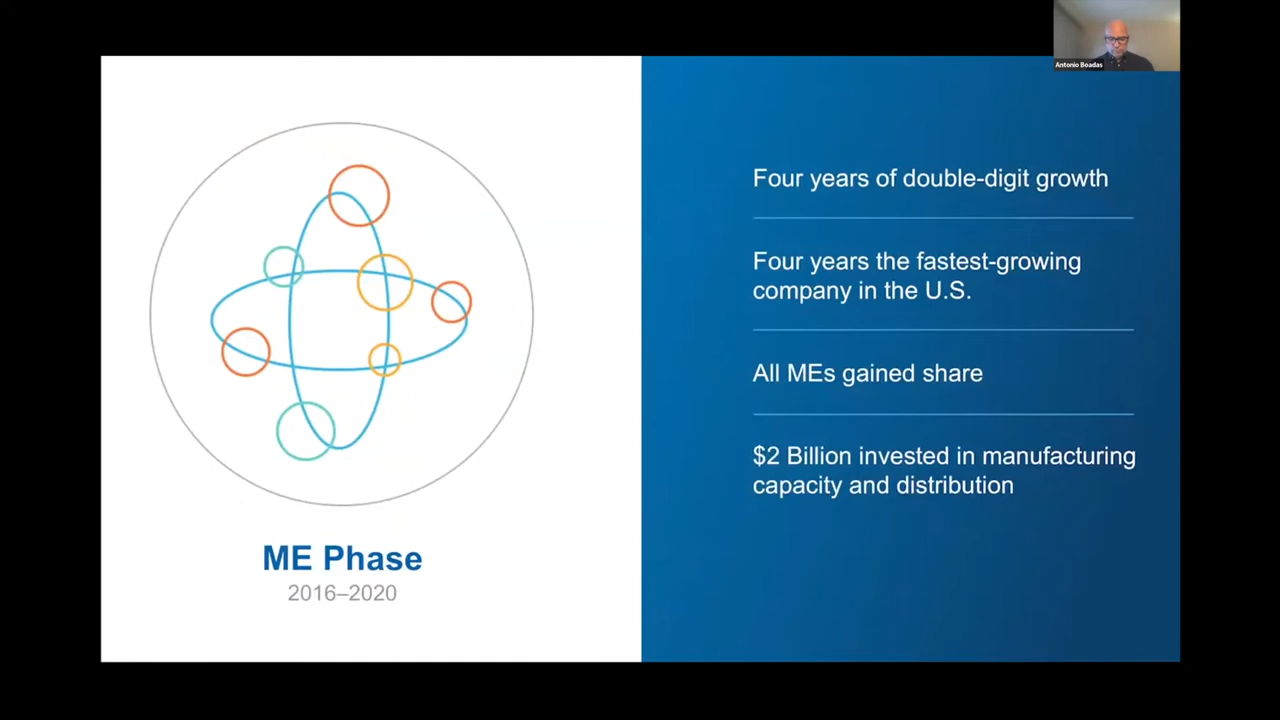 Antonio Boadas
Four years of double-digit growth
Four years the fastest-growing
company in the U.S.
All MEs gained share
$2 Billion invested in manufacturing
capacity and distribution
ME Phase
2016–2020